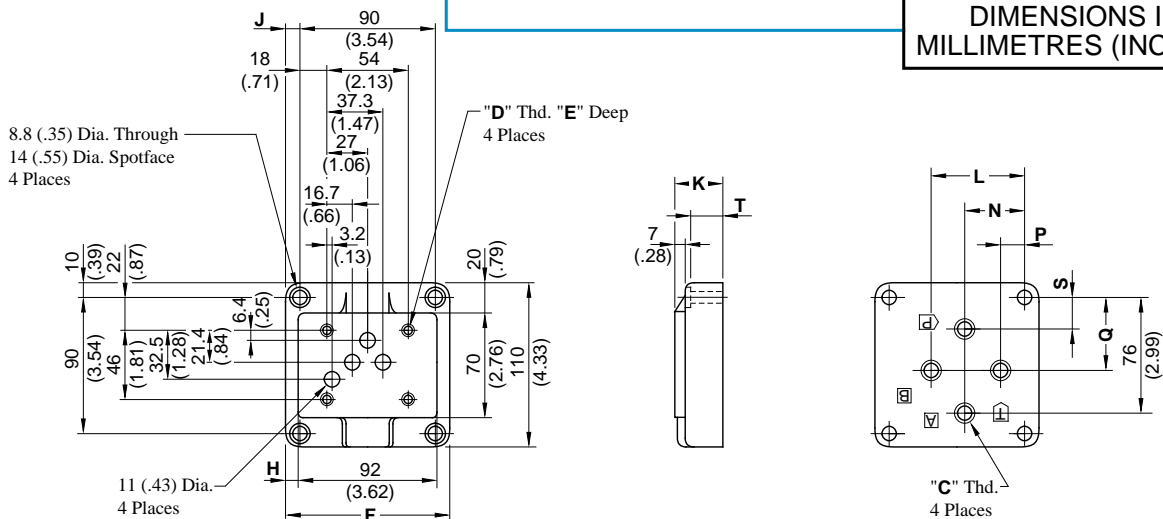 DIMENSIONS I
MILLIMETRES (INC
J
90
(3.54)
18
(.71)
54
(2.13)
37.3
(1.47)
27
(1.06)
16.7
(.66)
3.2
(.13)
"D" Thd. "E" Deep
4 Places
8.8 (.35) Dia. Through
14 (.55) Dia. Spotface
4 Places
10
(.39)
22
(.87)
6.4
(.25)
20
(.79)
90
(3.54)
46
(1.81)
32.5
(1.28)
21.4
(.84)
70
(2.76)
110
(4.33)
H
92
(3.62)
F
11 (.43) Dia.
4 Places
K
T
7
(.28)
L
N
P
S
Q
76
(2.99)
P
B
A
T
"C" Thd.
4 Places